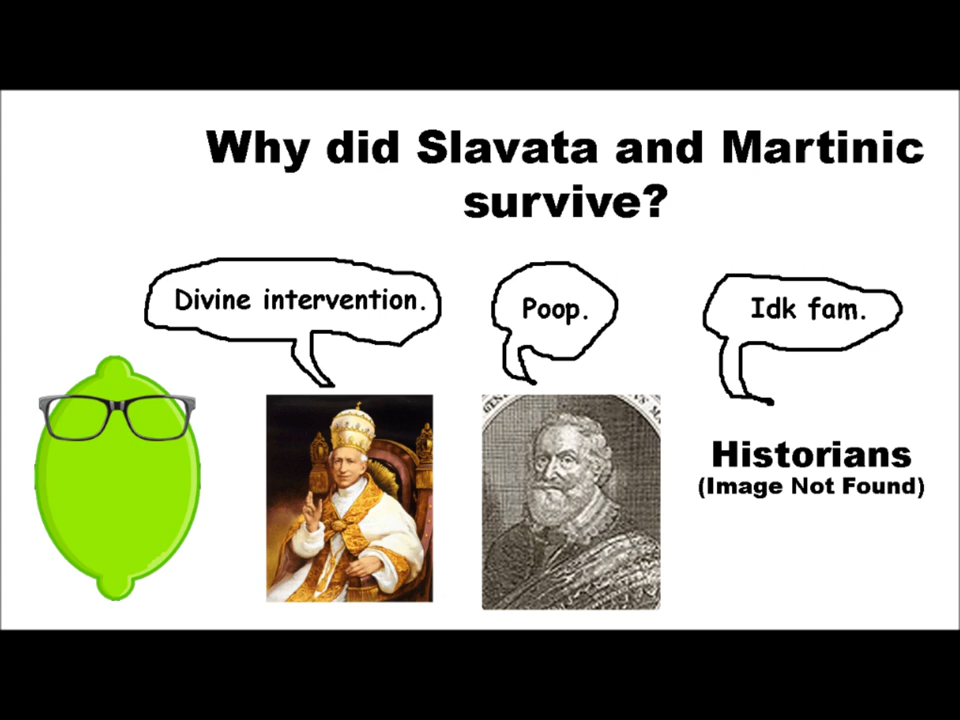 Why did Slavata and Martinic
survive?
Divine intervention.
Poop.
Idk fam.
Historians
(Image Not Found)